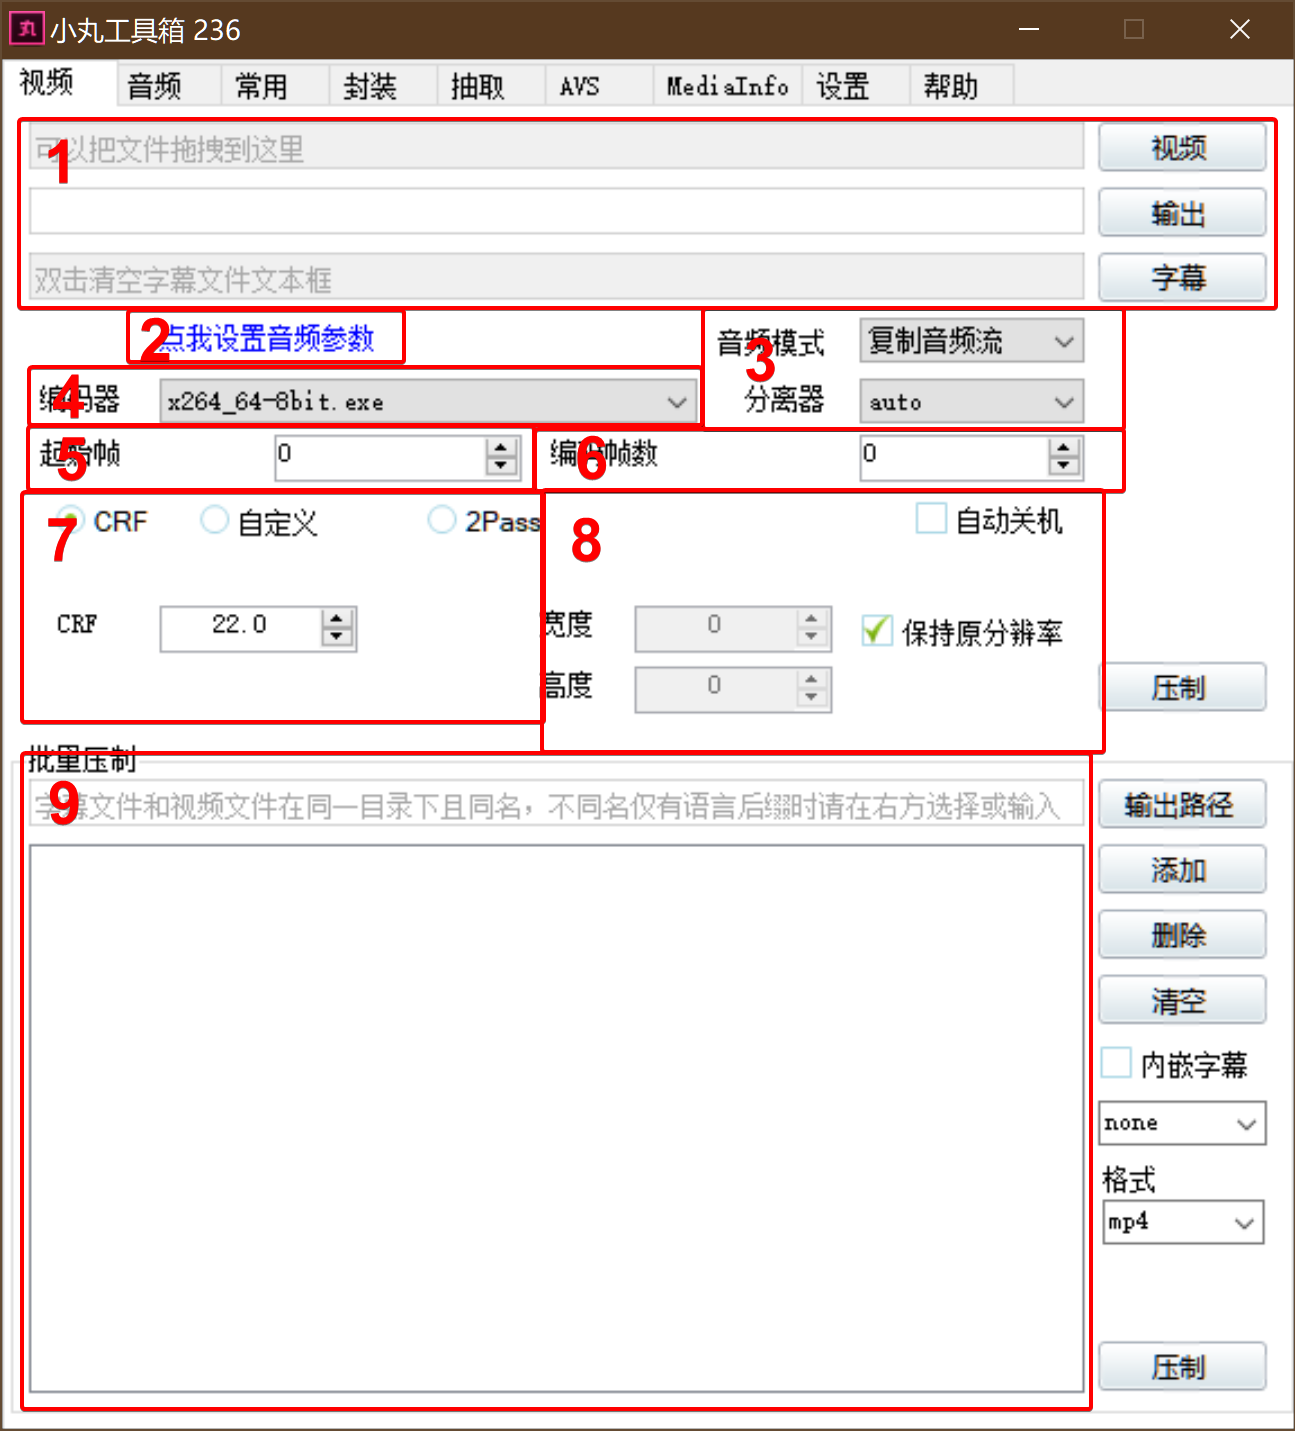 小丸工具箱 236
视频 音频 常用 封装 抽取 AVS MediaInfo 设置 帮助
1
可以把文件拖拽到这里 视频
输出
双击清空字幕文件文本框 字幕
2 点我设置音频参数 3 音频模式 复制音频流
4 编码器 x264_64-8bit.exe 分离器 auto
5 起始帧 0 6 编码帧数 0
7 CRF 自定义 2Pass 8 自动关机
CRF 22.0 宽度 0 保持原分辨率
高度 0 压制
批量压制
9 字幕文件和视频文件在同一目录下且同名，不同名仅有语言后缀时请在右方选择或输入 输出路径
添加
删除
清空
内嵌字幕
none
格式
mp4
压制